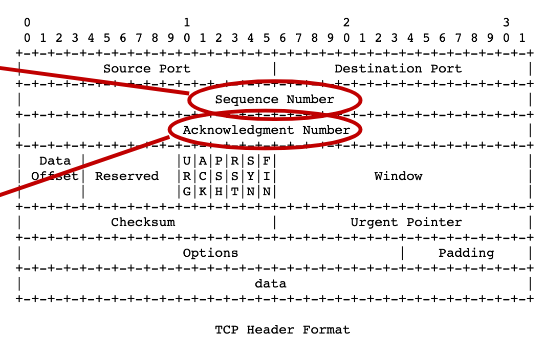 0                   1                   2                   3
0 1 2 3 4 5 6 7 8 9 0 1 2 3 4 5 6 7 8 9 0 1 2 3 4 5 6 7 8 9 0 1
+-+-+-+-+-+-+-+-+-+-+-+-+-+-+-+-+-+-+-+-+-+-+-+-+-+-+-+-+-+-+-+-+
|          Source Port          |       Destination Port        |
+-+-+-+-+-+-+-+-+-+-+-+-+-+-+-+-+-+-+-+-+-+-+-+-+-+-+-+-+-+-+-+-+
|                        Sequence Number                        |
+-+-+-+-+-+-+-+-+-+-+-+-+-+-+-+-+-+-+-+-+-+-+-+-+-+-+-+-+-+-+-+-+
|                    Acknowledgment Number                      |
+-+-+-+-+-+-+-+-+-+-+-+-+-+-+-+-+-+-+-+-+-+-+-+-+-+-+-+-+-+-+-+-+
|  Data |           |U|A|P|R|S|F|                               |
| Offset| Reserved  |R|C|S|S|Y|I|            Window             |
|       |           |G|K|H|T|N|N|                               |
+-+-+-+-+-+-+-+-+-+-+-+-+-+-+-+-+-+-+-+-+-+-+-+-+-+-+-+-+-+-+-+-+
|           Checksum            |         Urgent Pointer        |
+-+-+-+-+-+-+-+-+-+-+-+-+-+-+-+-+-+-+-+-+-+-+-+-+-+-+-+-+-+-+-+-+
|                    Options                    |    Padding    |
+-+-+-+-+-+-+-+-+-+-+-+-+-+-+-+-+-+-+-+-+-+-+-+-+-+-+-+-+-+-+-+-+
|                             data                              |
+-+-+-+-+-+-+-+-+-+-+-+-+-+-+-+-+-+-+-+-+-+-+-+-+-+-+-+-+-+-+-+-+
TCP Header Format